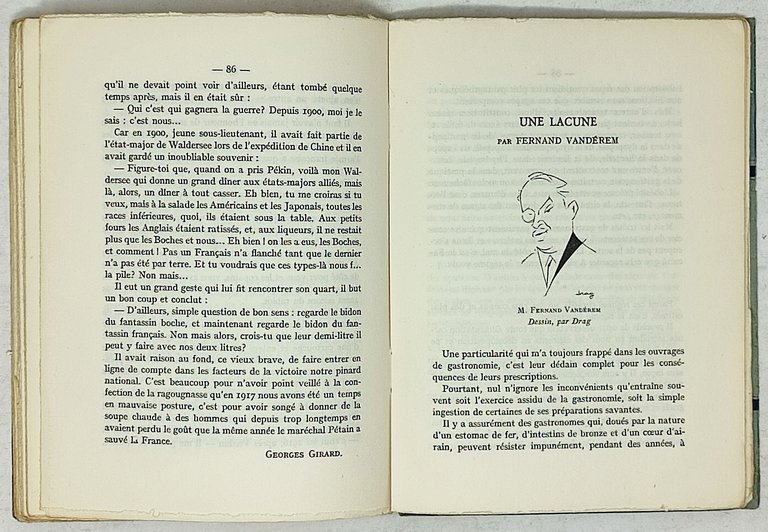 — 86 —
qu'il ne devait point voir d'ailleurs, étant tombé quelque
temps après, mais il en était sûr :
— Qui c'est qui gagnera la guerre? Depuis 1900, moi je le
sais : c'est nous...
Car en 1900, jeune sous-lieutenant, il avait fait partie de
l'état-major de Waldersee lors de l'expédition de Chine et il en
avait gardé un inoubliable souvenir :
— Figure-toi que, quand on a pris Pékin, voilà mon Wal-
dersee qui donne un grand dîner aux états-majors alliés, mais
là, alors, un dîner à tout casser. Eh bien, tu me croiras si tu
veux, mais à la salade les Américains et les Japonais, toutes les
races inférieures, quoi, ils étaient sous la table. Aux petits
fours les Anglais étaient ratissés, et, aux liqueurs, il ne restait
plus que les Boches et nous... Eh bien! on les a eus, les Boches,
et comment! Pas un Français n'a flanché tant que le dernier
n'a pas été par terre. Et tu voudrais que ces types-là nous f...
la pile? Non mais...
Il eut un grand geste qui lui fit rencontrer son quart, il but
un bon coup et conclut :
— D'ailleurs, simple question de bon sens : regarde le bidon
du fantassin boche, et maintenant regarde le bidon du fan-
tassin français. Non mais alors, crois-tu que leur demi-litre il
peut y faire avec nos deux litres?
Il avait raison au fond, ce vieux brave, de faire entrer en
ligne de compte dans les facteurs de la victoire notre pinard
national. C'est beaucoup pour n'avoir point veillé à la con-
fection de la ragougnasse qu'en 1917 nous avons été un temps
en mauvaise posture, c'est pour avoir songé à donner de la
soupe chaude à des hommes qui depuis trop longtemps en
avaient perdu le goût que la même année le maréchal Pétain a
sauvé La France.
GEORGES GIRARD.
UNE LACUNE
PAR FERNAND VANDÉREM
Drag
M. FERNAND VANDÉREM
Dessin, par Drag
Une particularité qui m'a toujours frappé dans les ouvrages
de gastronomie, c'est leur dédain complet pour les consé-
quences de leurs prescriptions.
Pourtant, nul n'ignore les inconvénients qu'entraîne sou-
vent soit l'exercice assidu de la gastronomie, soit la simple
ingestion de certaines de ses préparations savantes.
Il y a assurément des gastronomes qui, doués par la nature
d'un estomac de fer, d'intestins de bronze et d'un cœur d'ai-
rain, peuvent résister impunément, pendant des années, à